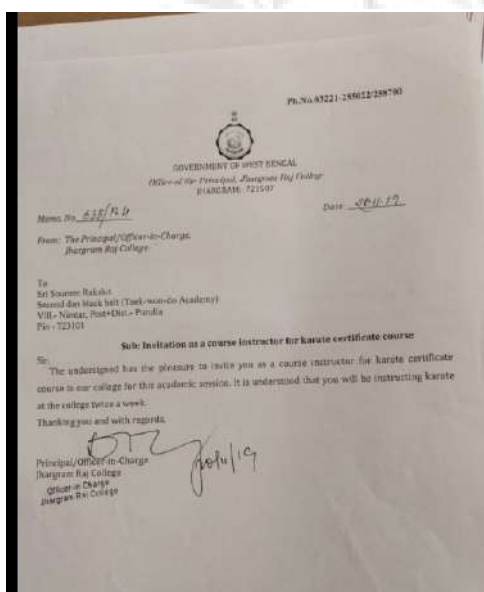 Ph.No.03221-255022/258700
GOVERNMENT OF WEST BENGAL
Office of the Principal, Jhargram Raj College
JHARGRAM: 721507
Memo No
Date
From: The Principal/Officer-in-Charge,
Jhargram Raj College
To
Sri Soumen Rakshit
Second dan black belt (Taek-won-do Academy)
Vill.- Nimtar, Post+Dist.- Purulia
Pin - 723101
Sub: Invitation as a course instructor for karate certificate course
Sir,
The undersigned has the pleasure to invite you as a course instructor for karate certificate
course in our college for this academic session. It is understood that you will be instructing karate
at the college twice a week.
Thanking you and with regards,
Principal/Officer-in-Charge
Jhargram Raj College
Officer in Charge
Jhargram Raj College